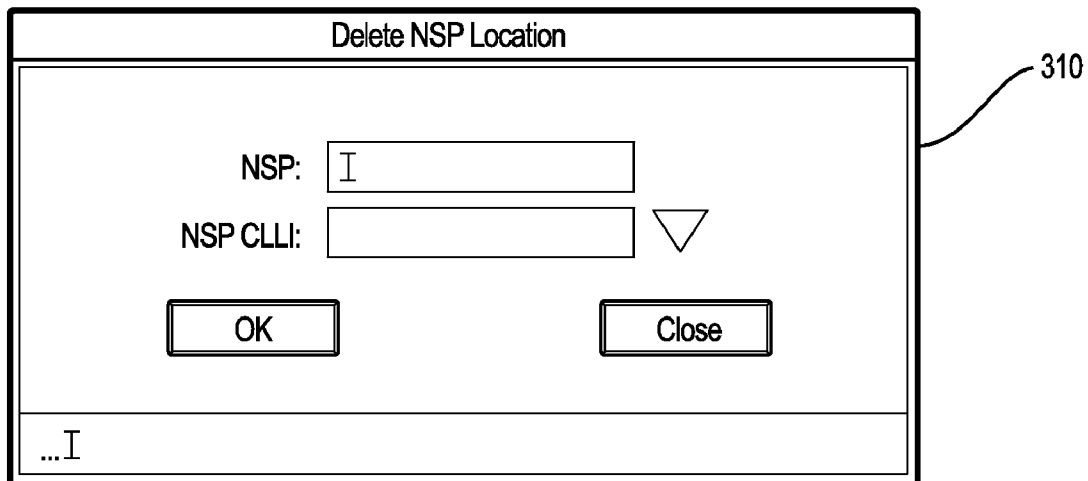 Delete NSP Location
310
NSP:
NSP CLLI:
OK
Close
...